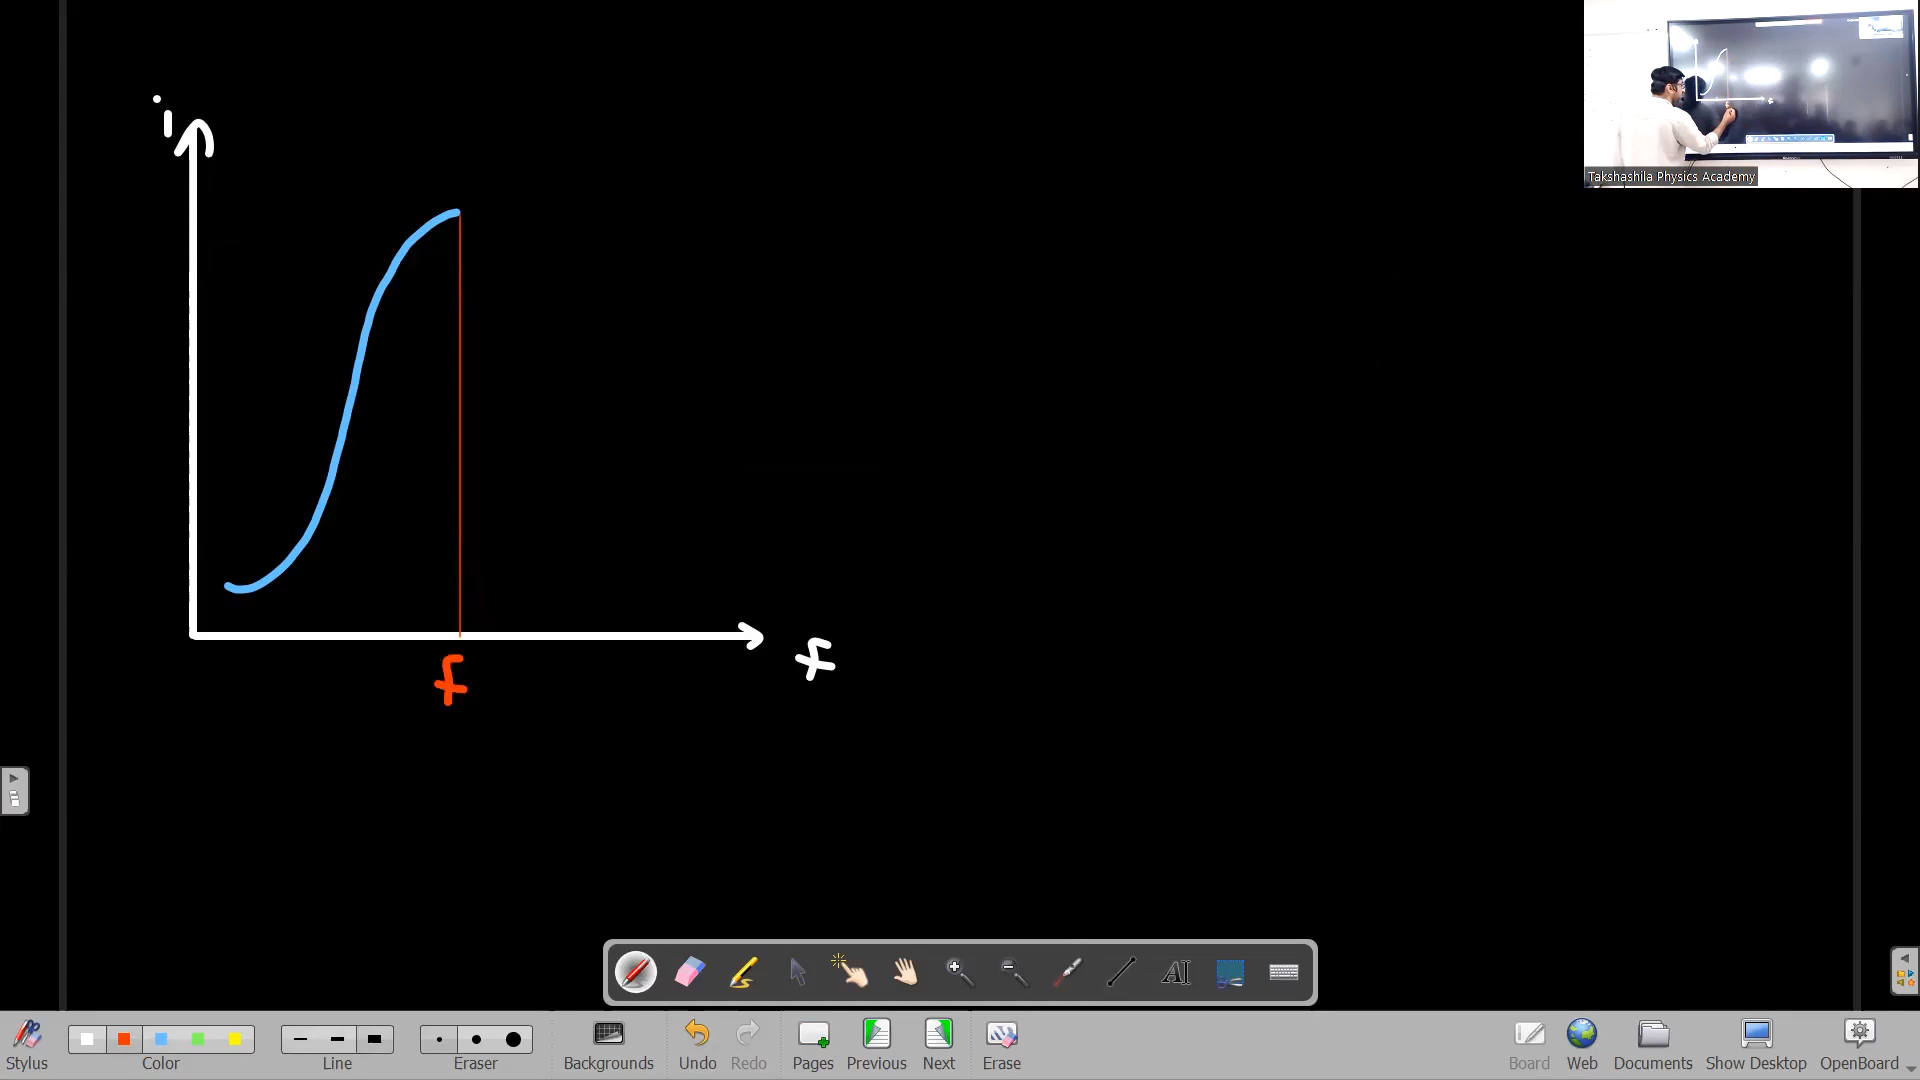 i
Takshashila Physics Academy
f
f
Stylus
Color
Line
Eraser
Backgrounds
Undo
Redo
Pages
Previous
Next
Erase
Board
Web
Documents
Show Desktop
OpenBoard